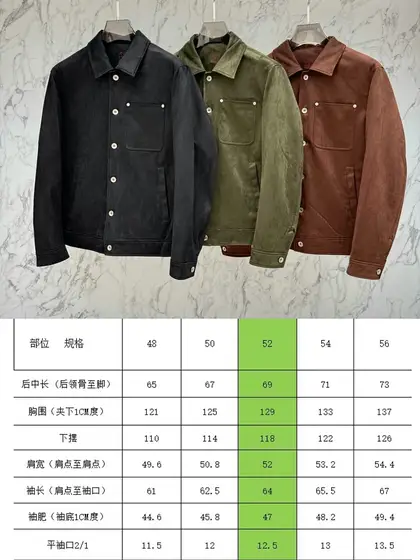 部位 规格 48 50 52 54 56
后中长（后领骨至脚） 65 67 69 71 73
胸围（夹下1CM度） 121 125 129 133 137
下摆 110 114 118 122 126
肩宽（肩点至肩点） 49.6 50.8 52 53.2 54.4
袖长（肩点至袖口） 61 62.5 64 65.5 67
袖肥（袖底1CM度） 44.6 45.8 47 48.2 49.4
平袖口2/1 11.5 12 12.5 13 13.5